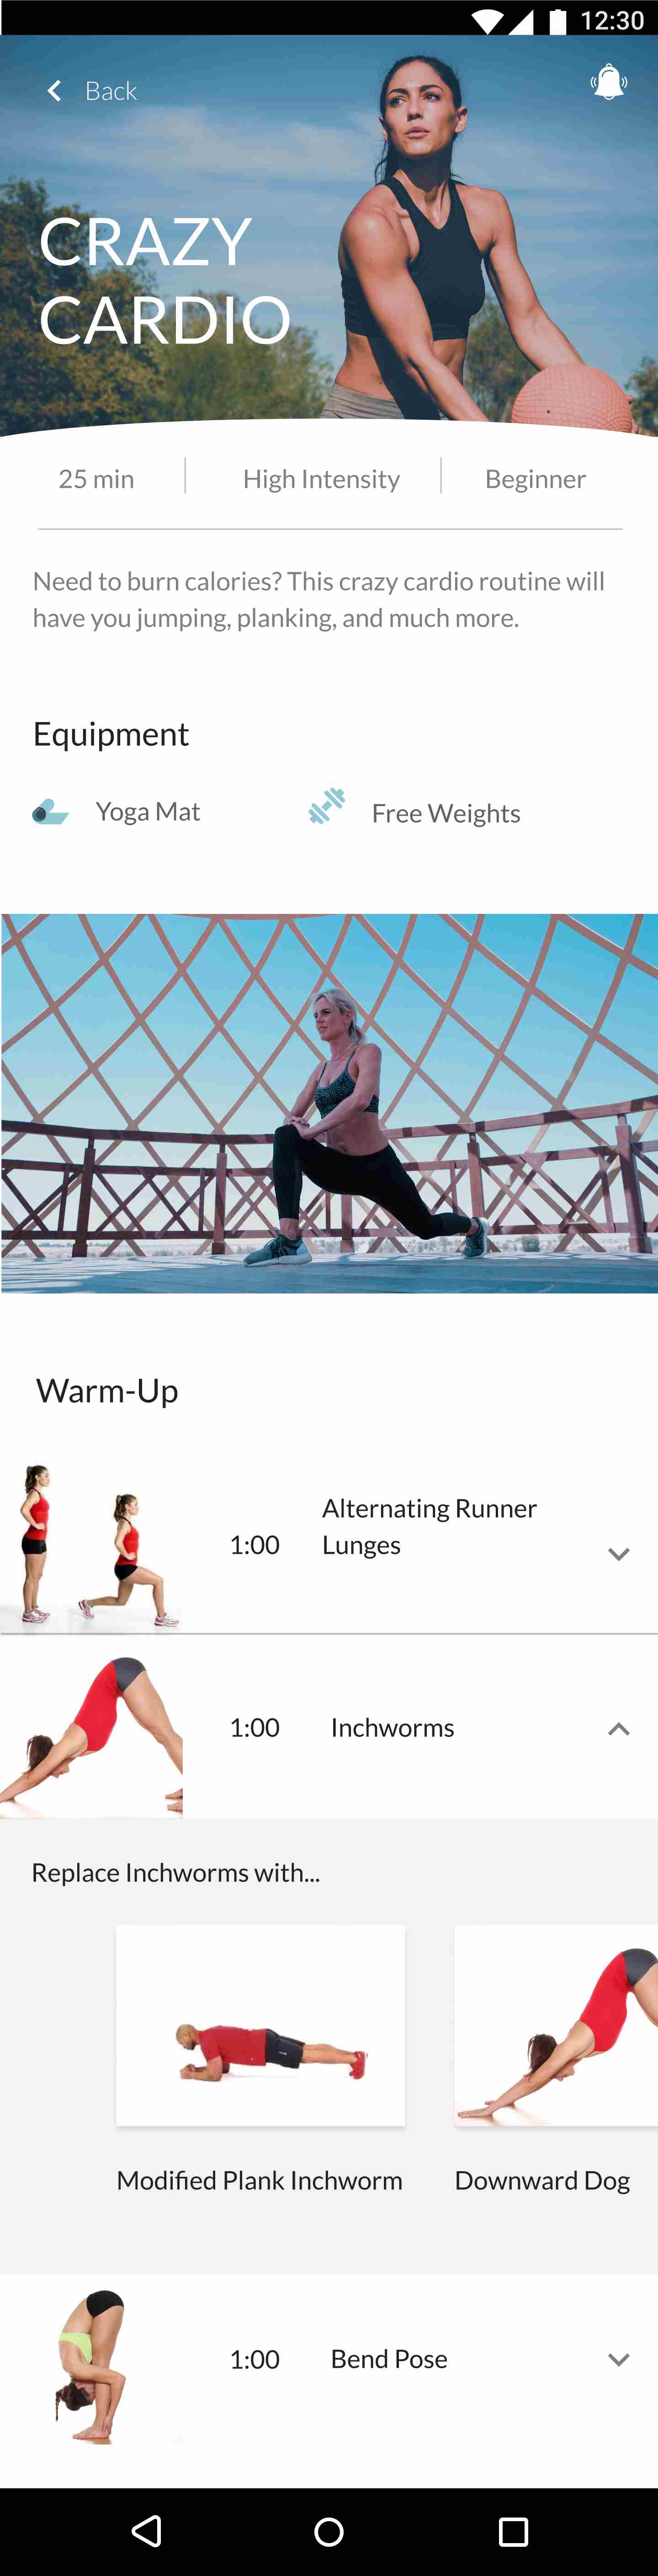 12:30
Back
CRAZY
CARDIO
25 min
High Intensity
Beginner
Need to burn calories? This crazy cardio routine will
have you jumping, planking, and much more.
Equipment
Yoga Mat
Free Weights
Warm-Up
1:00
Alternating Runner
Lunges
1:00
Inchworms
Replace Inchworms with...
Modified Plank Inchworm
Downward Dog
1:00
Bend Pose